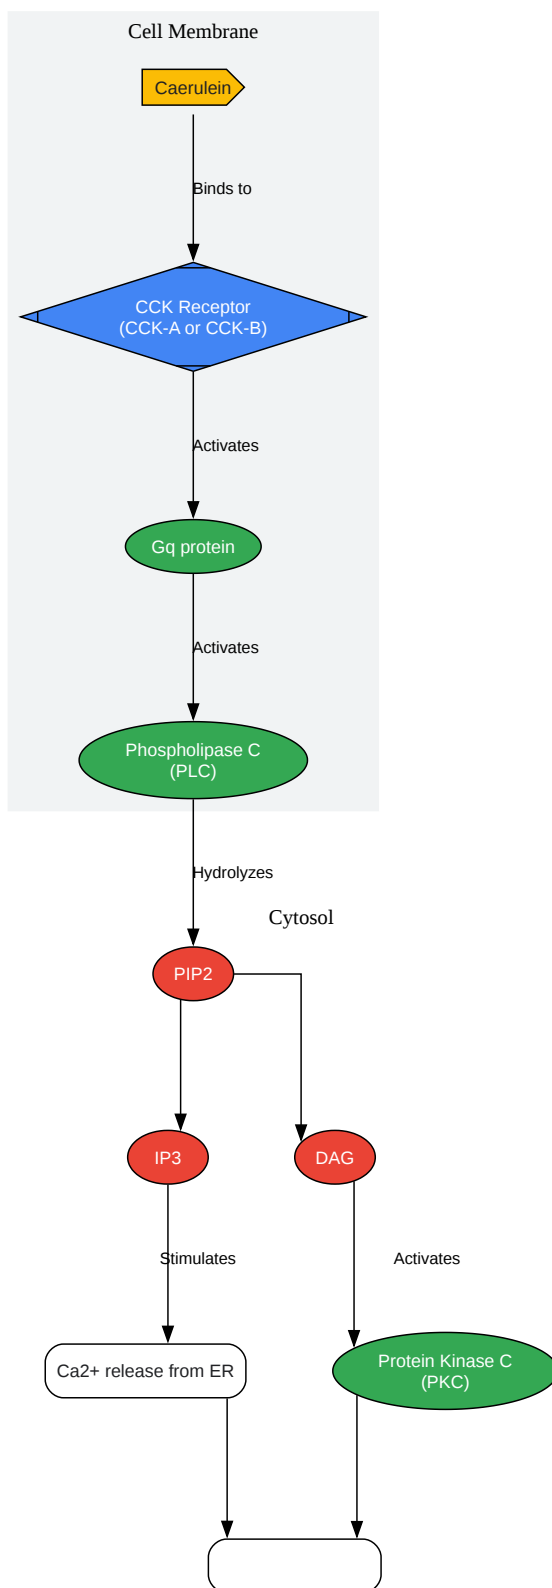 Cell Membrane
Caerulein
Binds to
CCK Receptor
(CCK-A or CCK-B)
Activates
Gq protein
Activates
Phospholipase C
(PLC)
Hydrolyzes
Cytosol
PIP2
IP3
DAG
Stimulates
Activates
Ca2+ release from ER
Protein Kinase C
(PKC)